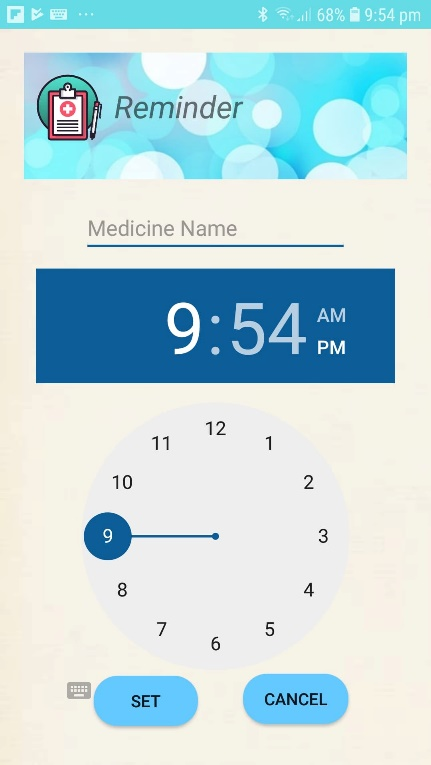 68% 9:54 pm
Reminder
Medicine Name
9:54
AM
PM
12
11 1
10 2
9 3
8 4
7 5
6
SET CANCEL